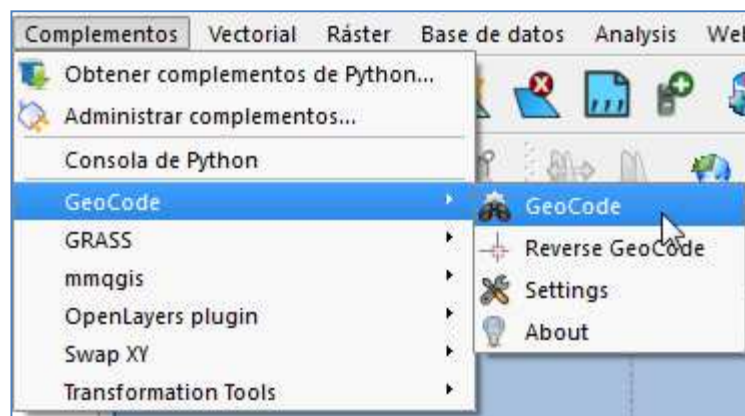 Complementos Vectorial Ráster Base de datos Analysis We
Obtener complementos de Python...
Administrar complementos...
Consola de Python
GeoCode
GRASS
mmqgis
OpenLayers plugin
Swap XY
Transformation Tools
GeoCode
Reverse GeoCode
Settings
About